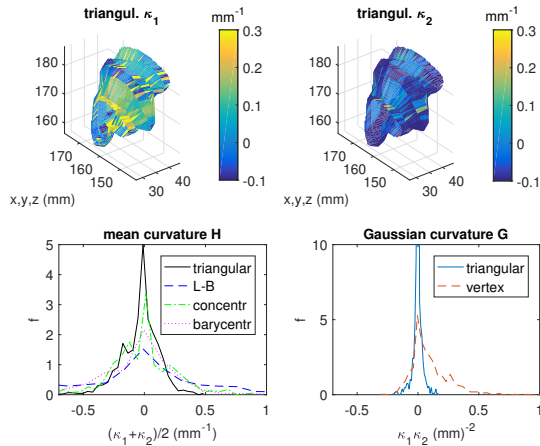 triangul. κ1
mm-1
triangul. κ2
mm-1
180
170
160
170
160
150
30
40
x,y,z (mm)
0.3
0.2
0.1
0
-0.1
180
170
160
170
160
150
30
40
x,y,z (mm)
0.3
0.2
0.1
0
-0.1
mean curvature H
5
4
3
2
1
0
f
triangular
L-B
concentr
barycentr
-0.5
0
0.5
1
(κ1+κ2)/2 (mm-1)
Gaussian curvature G
10
5
0
f
triangular
vertex
-0.5
0
0.5
1
κ1κ2 mm)-2